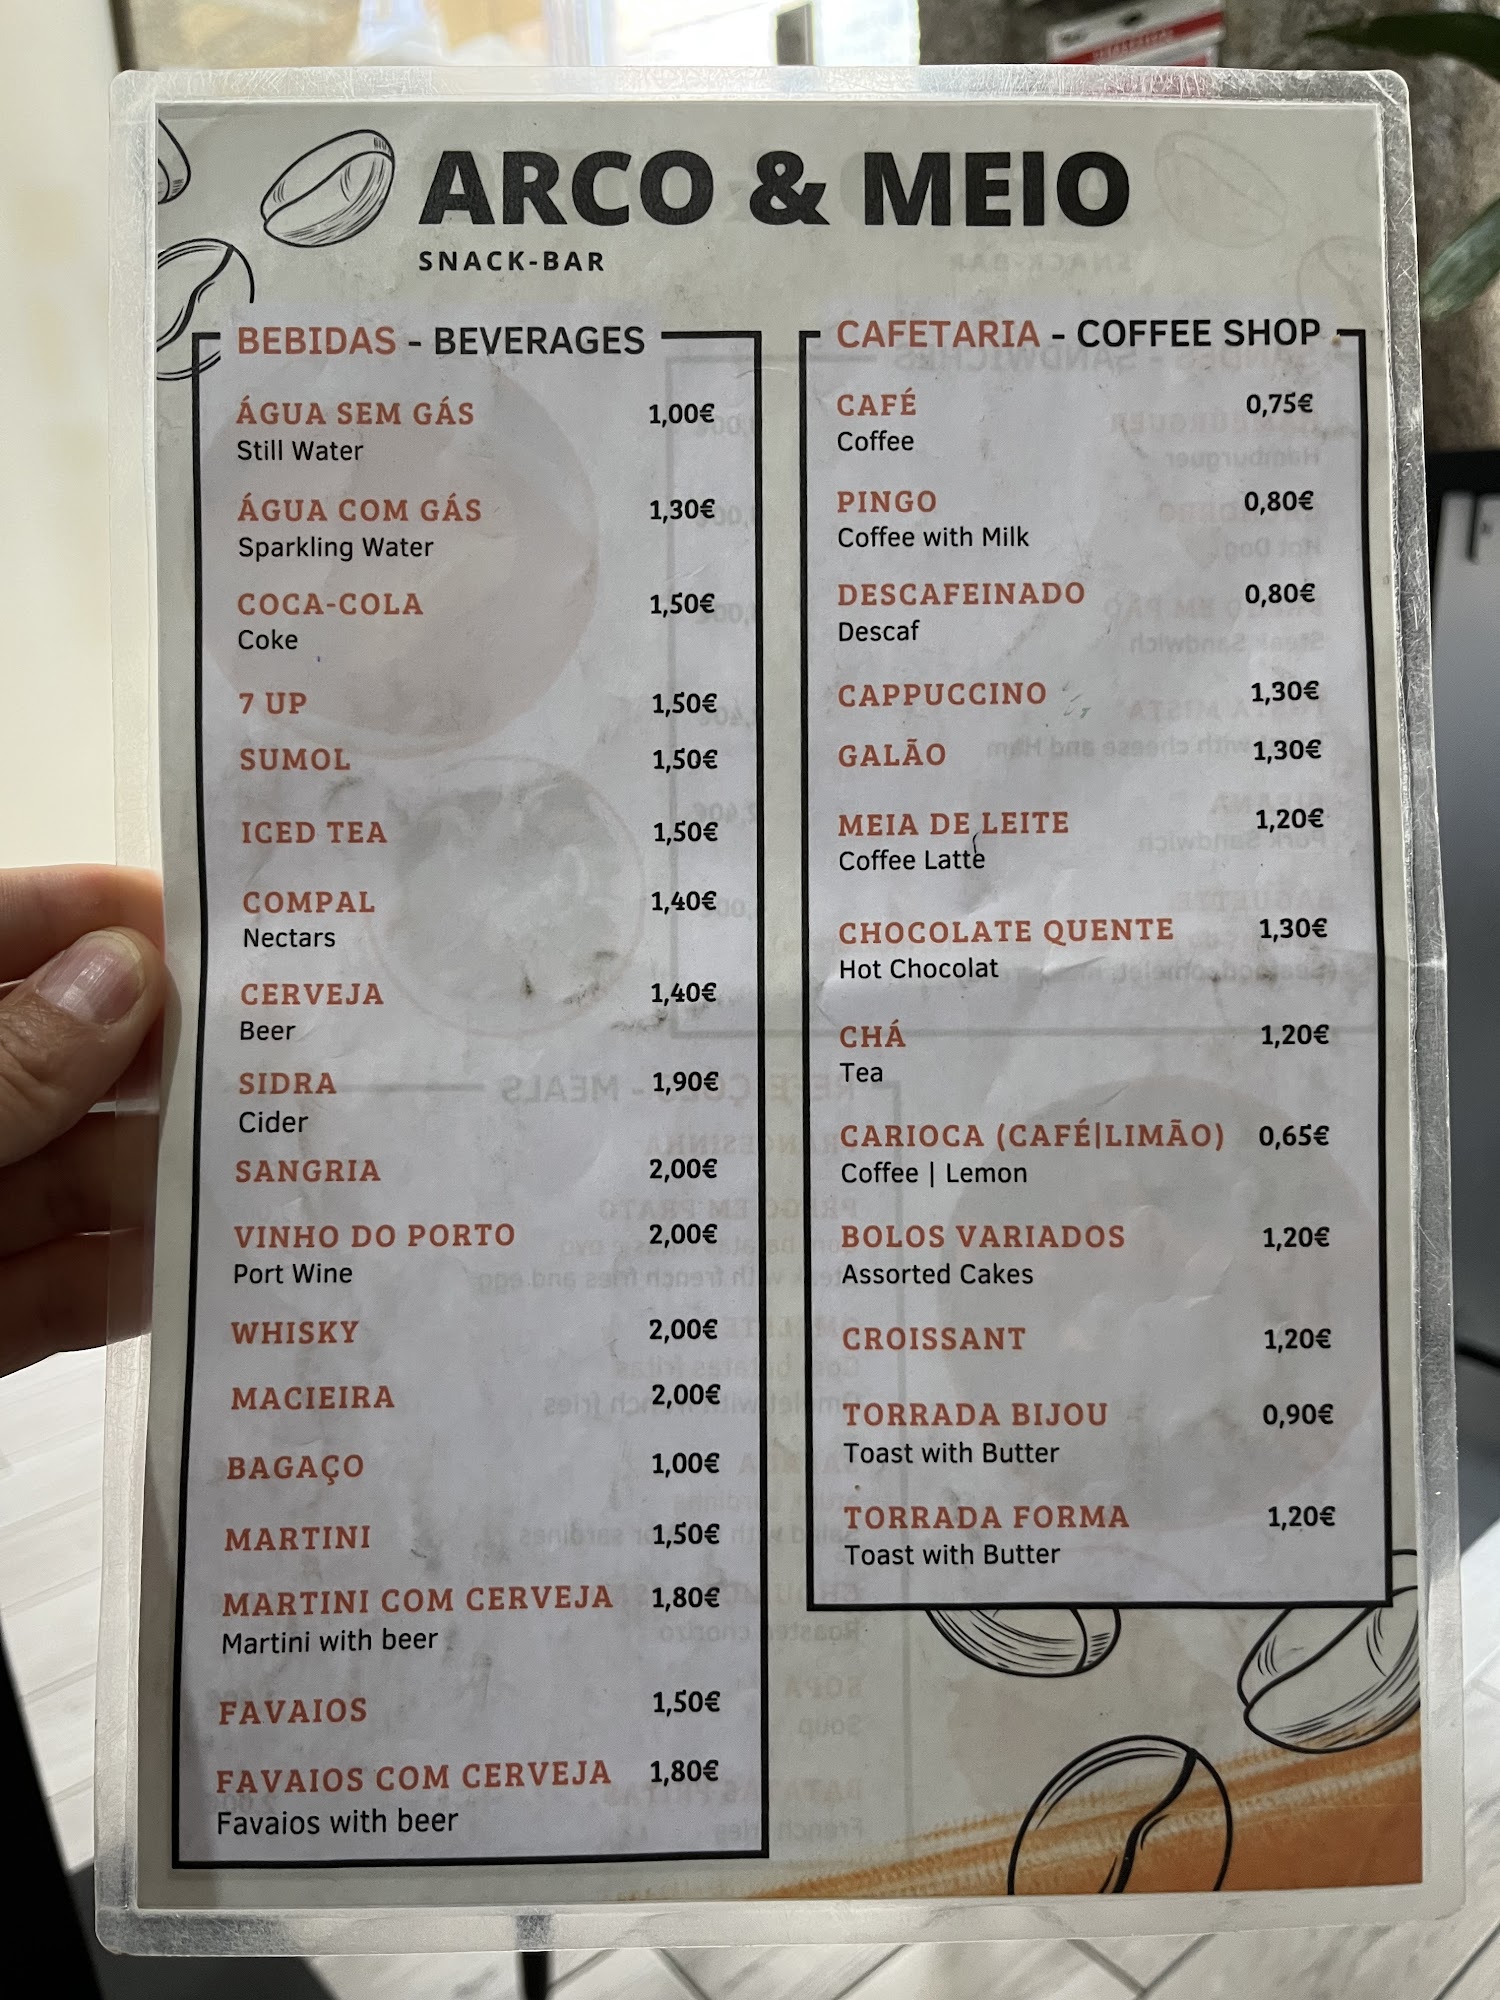 ARCO & MEIO
SNACK-BAR
BEBIDAS - BEVERAGES
ÁGUA SEM GÁS 1,00€
Still Water
ÁGUA COM GÁS 1,30€
Sparkling Water
COCA-COLA 1,50€
Coke
7 UP 1,50€
SUMOL 1,50€
ICED TEA 1,50€
COMPAL 1,40€
Nectars
CERVEJA 1,40€
Beer
SIDRA 1,90€
Cider
SANGRIA 2,00€
VINHO DO PORTO 2,00€
Port Wine
WHISKY 2,00€
MACIEIRA 2,00€
BAGAÇO 1,00€
MARTINI 1,50€
MARTINI COM CERVEJA 1,80€
Martini with beer
FAVAIOS 1,50€
FAVAIOS COM CERVEJA 1,80€
Favaios with beer
CAFETARIA - COFFEE SHOP
CAFÉ 0,75€
Coffee
PINGO 0,80€
Coffee with Milk
DESCAFEINADO 0,80€
Descaf
CAPPUCCINO 1,30€
GALÃO 1,30€
MEIA DE LEITE 1,20€
Coffee Latte
CHOCOLATE QUENTE 1,30€
Hot Chocolat
CHÁ 1,20€
Tea
CARIOCA (CAFÉ|LIMÃO) 0,65€
Coffee | Lemon
BOLOS VARIADOS 1,20€
Assorted Cakes
CROISSANT 1,20€
TORRADA BIJOU 0,90€
Toast with Butter
TORRADA FORMA 1,20€
Toast with Butter